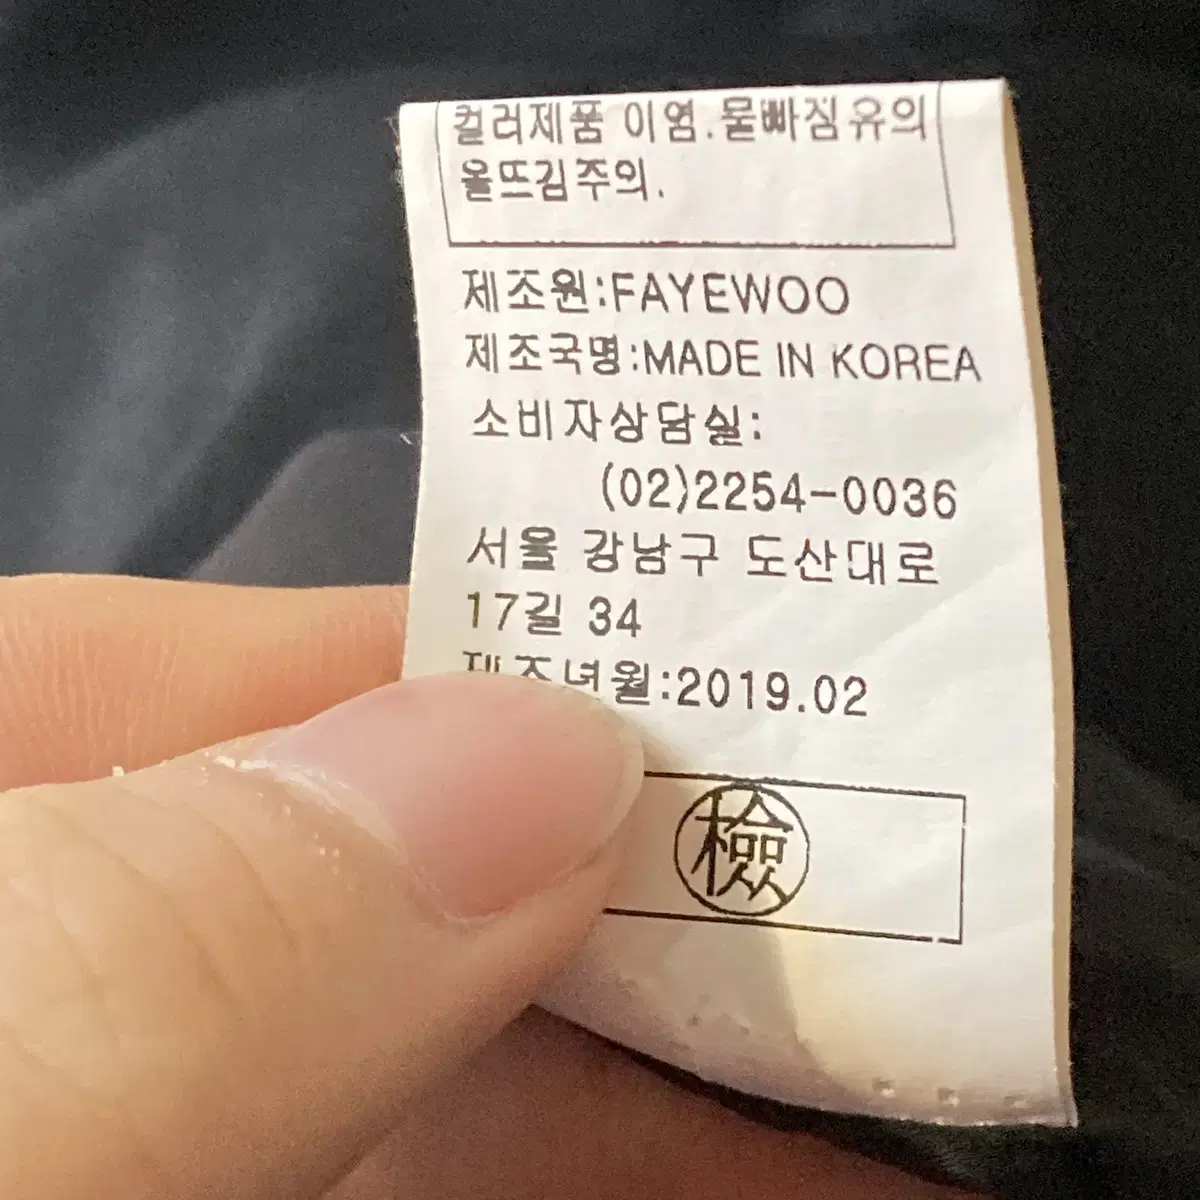 컬러제품 이염.물빠짐유의
올뜨김주의.
제조원:FAYEWOO
제조국명:MADE IN KOREA
소비자상담실:
(02)2254-0036
서울 강남구 도산대로
17길 34
제조년월:2019.02
檢